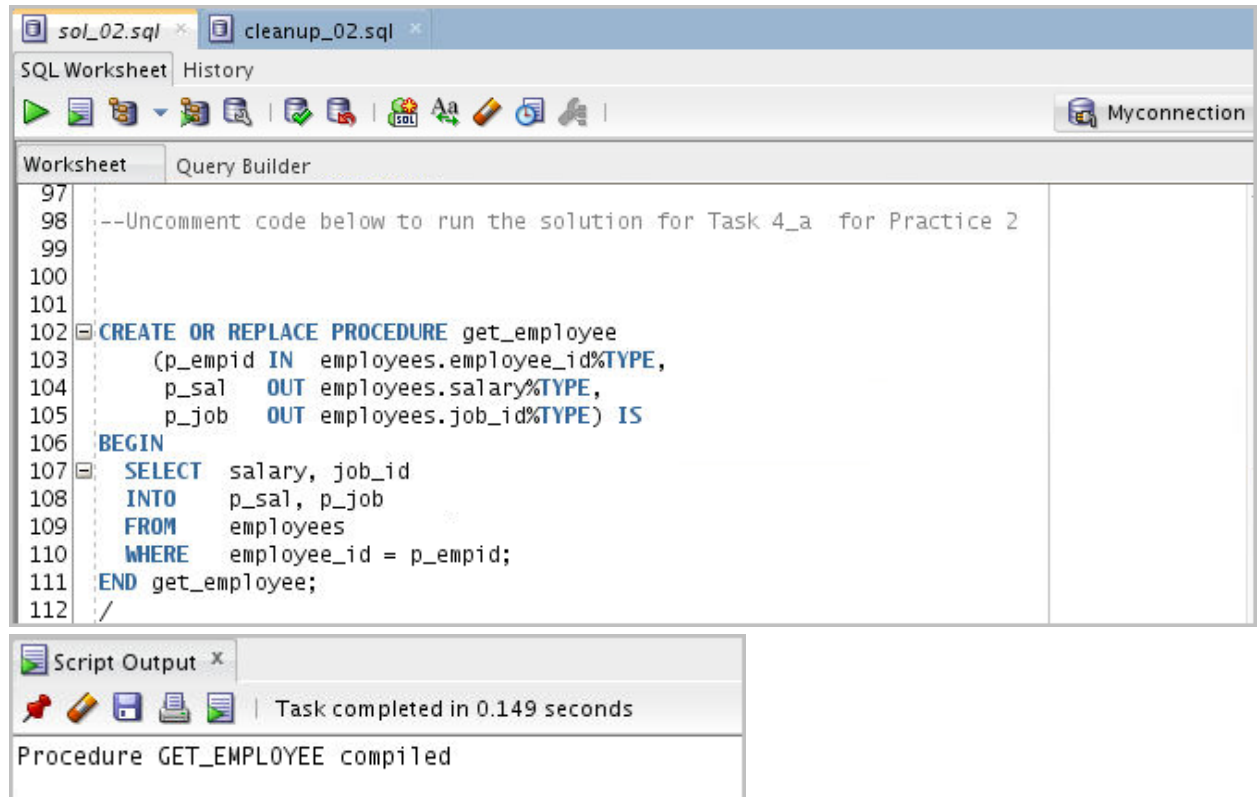 sol_02.sql cleanup_02.sql
SQL Worksheet History
SQL Aa Myconnection
Worksheet Query Builder
97
98 --Uncomment code below to run the solution for Task 4_a  for Practice 2
99
100
101
102 CREATE OR REPLACE PROCEDURE get_employee
103     (p_empid IN  employees.employee_id%TYPE,
104      p_sal   OUT employees.salary%TYPE,
105      p_job   OUT employees.job_id%TYPE) IS
106 BEGIN
107   SELECT  salary, job_id
108   INTO    p_sal, p_job
109   FROM    employees
110   WHERE   employee_id = p_empid;
111 END get_employee;
112 /
Script Output x
Task completed in 0.149 seconds
Procedure GET_EMPLOYEE compiled